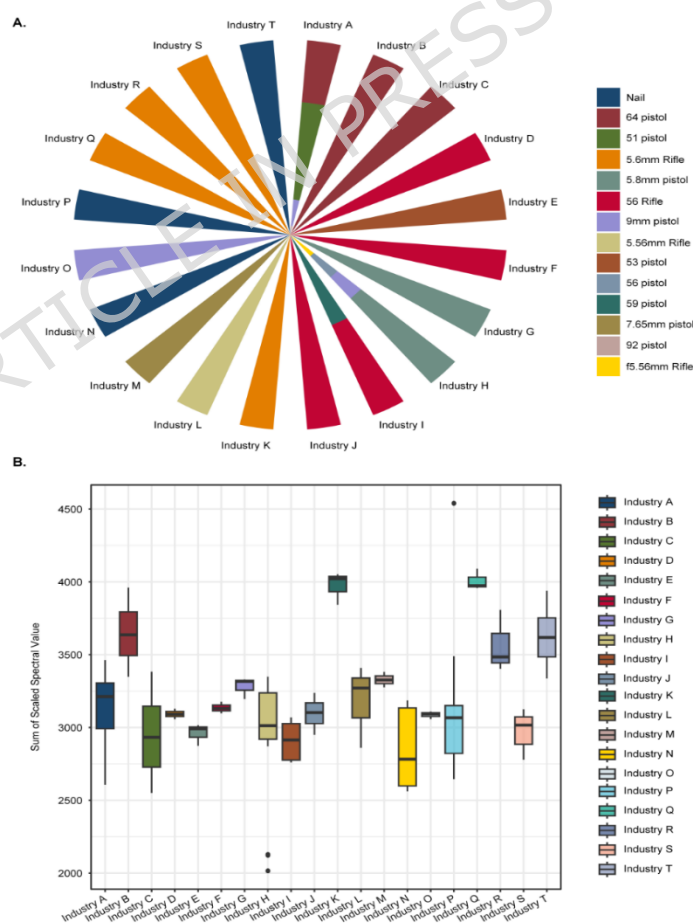 A.
Industry T
Industry A
Industry S
Industry B
Industry R
Industry C
Industry Q
Industry D
Industry P
Industry E
Industry O
Industry F
Industry N
Industry G
Industry M
Industry H
Industry L
Industry I
Industry K
Industry J
Nail
64 pistol
51 pistol
5.6mm Rifle
5.8mm pistol
56 Rifle
9mm pistol
5.56mm Rifle
53 pistol
56 pistol
59 pistol
7.65mm pistol
92 pistol
f5.56mm Rifle
ARTICLE IN PRESS
B.
4500
4000
3500
3000
2500
2000
Sum of Scaled Spectral Value
Industry A
Industry B
Industry C
Industry D
Industry E
Industry F
Industry G
Industry H
Industry I
Industry J
Industry K
Industry L
Industry M
Industry N
Industry O
Industry P
Industry Q
Industry R
Industry S
Industry T
Industry A
Industry B
Industry C
Industry D
Industry E
Industry F
Industry G
Industry H
Industry I
Industry J
Industry K
Industry L
Industry M
Industry N
Industry O
Industry P
Industry Q
Industry R
Industry S
Industry T